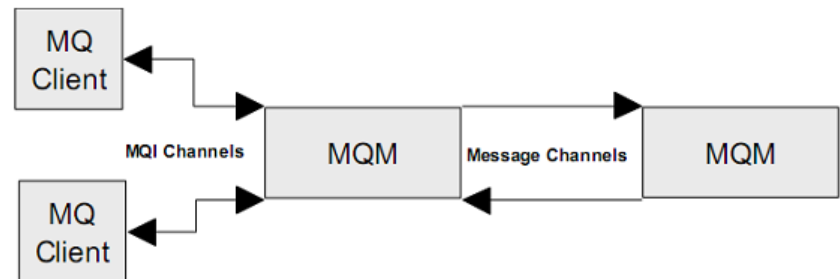 MQ
Client
MQI Channels
MQM
Message Channels
MQM
MQ
Client